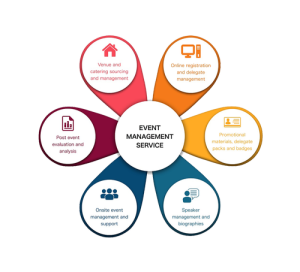 Venue and
catering sourcing
and management
Online registration
and delegate
management
EVENT
MANAGEMENT
SERVICE
Post event
evaluation and
analysis
Promotional
materials, delegate
packs and badges
Onsite event
management and
support
Speaker
management and
biographies